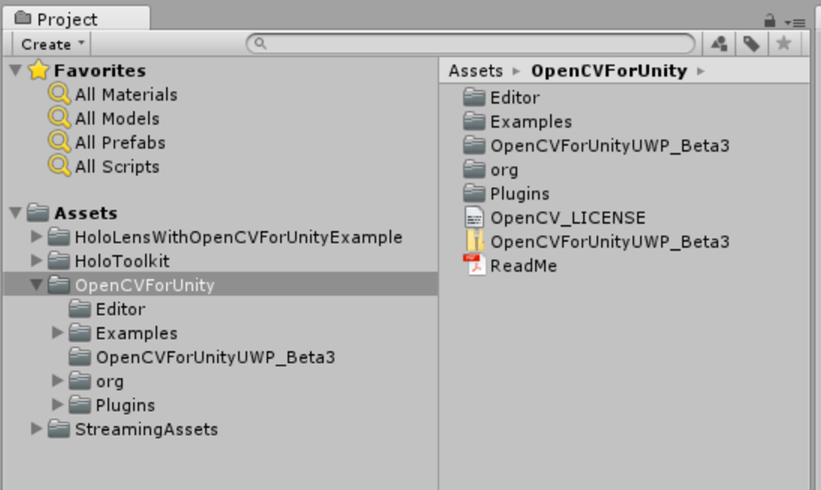 Project
Create
Favorites
All Materials
All Models
All Prefabs
All Scripts
Assets
HoloLensWithOpenCVForUnityExample
HoloToolkit
OpenCVForUnity
Editor
Examples
OpenCVForUnityUWP_Beta3
org
Plugins
StreamingAssets
Assets OpenCVForUnity
Editor
Examples
OpenCVForUnityUWP_Beta3
org
Plugins
OpenCV_LICENSE
OpenCVForUnityUWP_Beta3
ReadMe